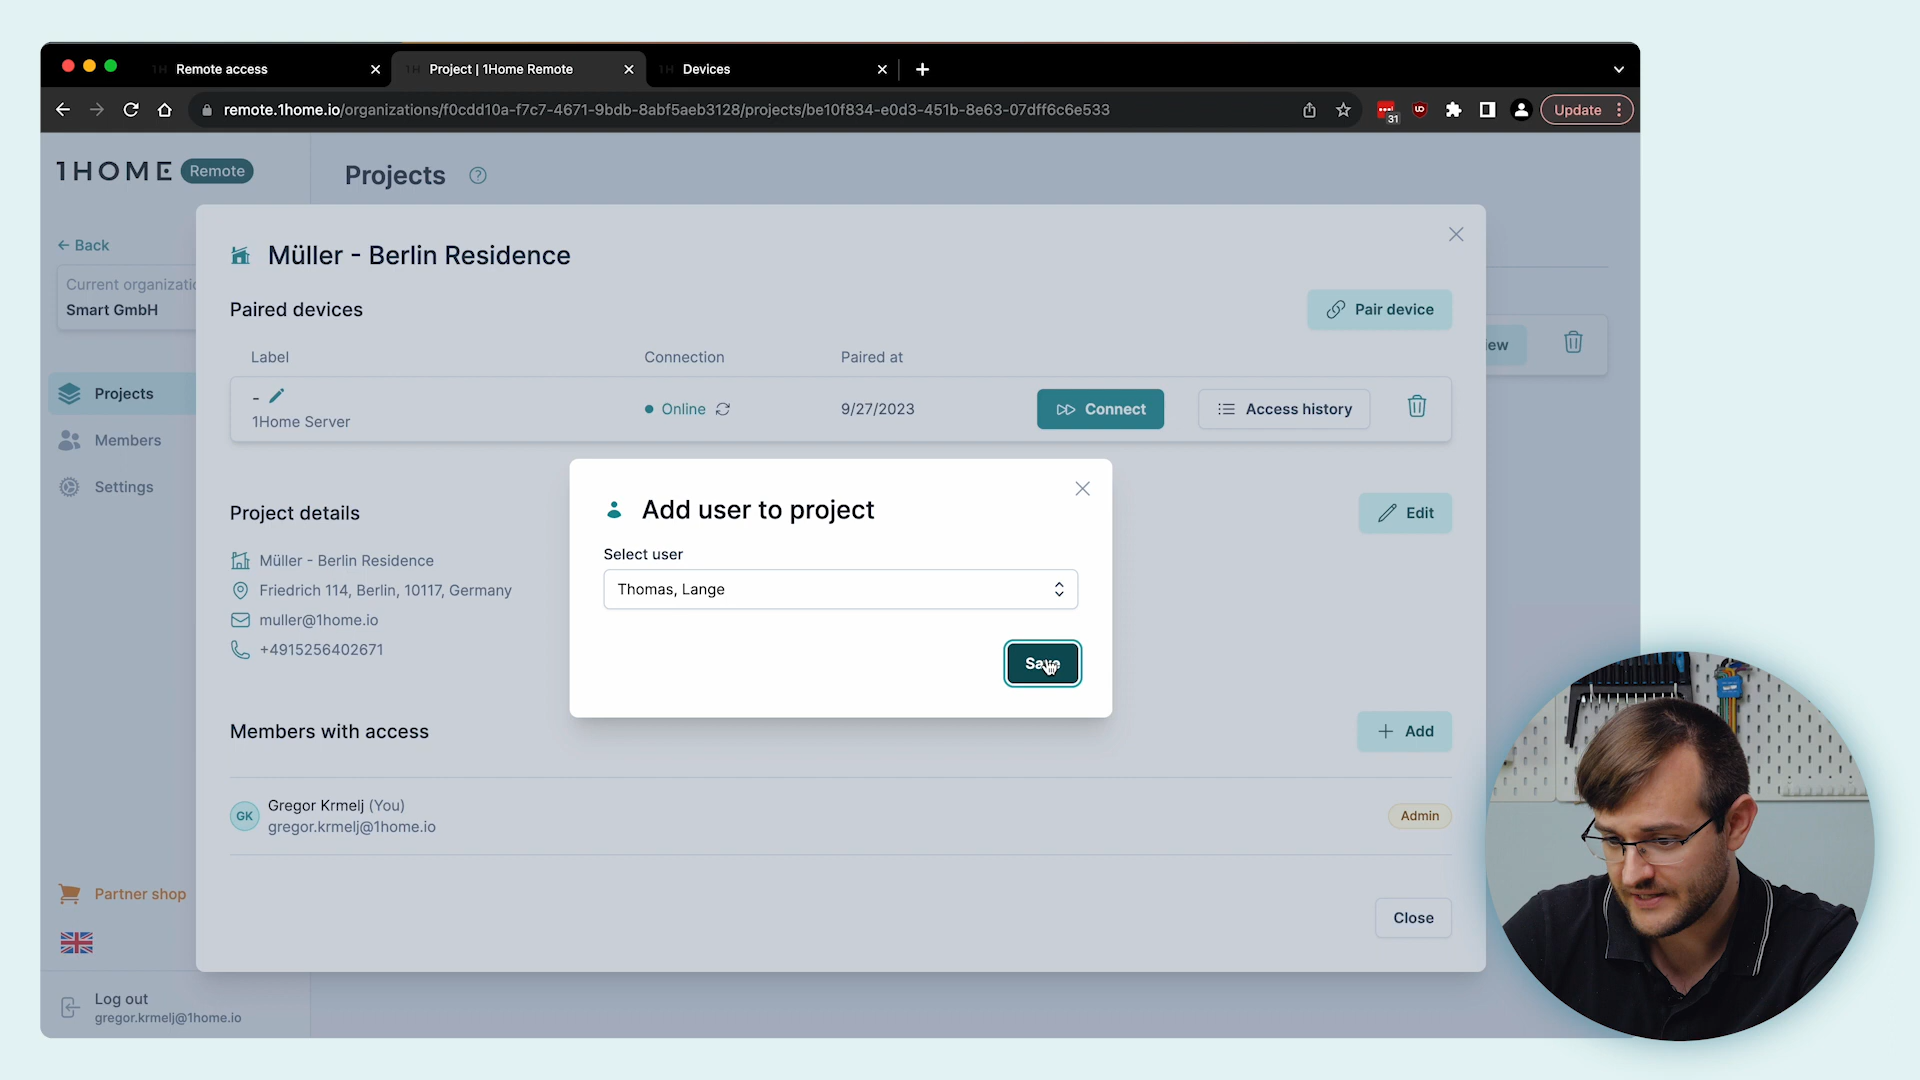 Remote access
Project | 1Home Remote
Devices
remote.1home.io/organizations/f0cdd10a-f7c7-4671-9bdb-8abf5aeb3128/projects/be10f834-e0d3-451b-8e63-07dff6c6e533
31
Update
1HOME Remote
Projects
Back
Current organizatio
Smart GmbH
Projects
Members
Settings
Partner shop
Log out
gregor.krmelj@1home.io
Müller - Berlin Residence
Paired devices
Pair device
Label
Connection
Paired at
-
1Home Server
Online
9/27/2023
Connect
Access history
ew
Project details
Edit
Müller - Berlin Residence
Friedrich 114, Berlin, 10117, Germany
muller@1home.io
+4915256402671
Add user to project
Select user
Thomas, Lange
Save
Members with access
Add
GK
Gregor Krmelj (You)
gregor.krmelj@1home.io
Admin
Close